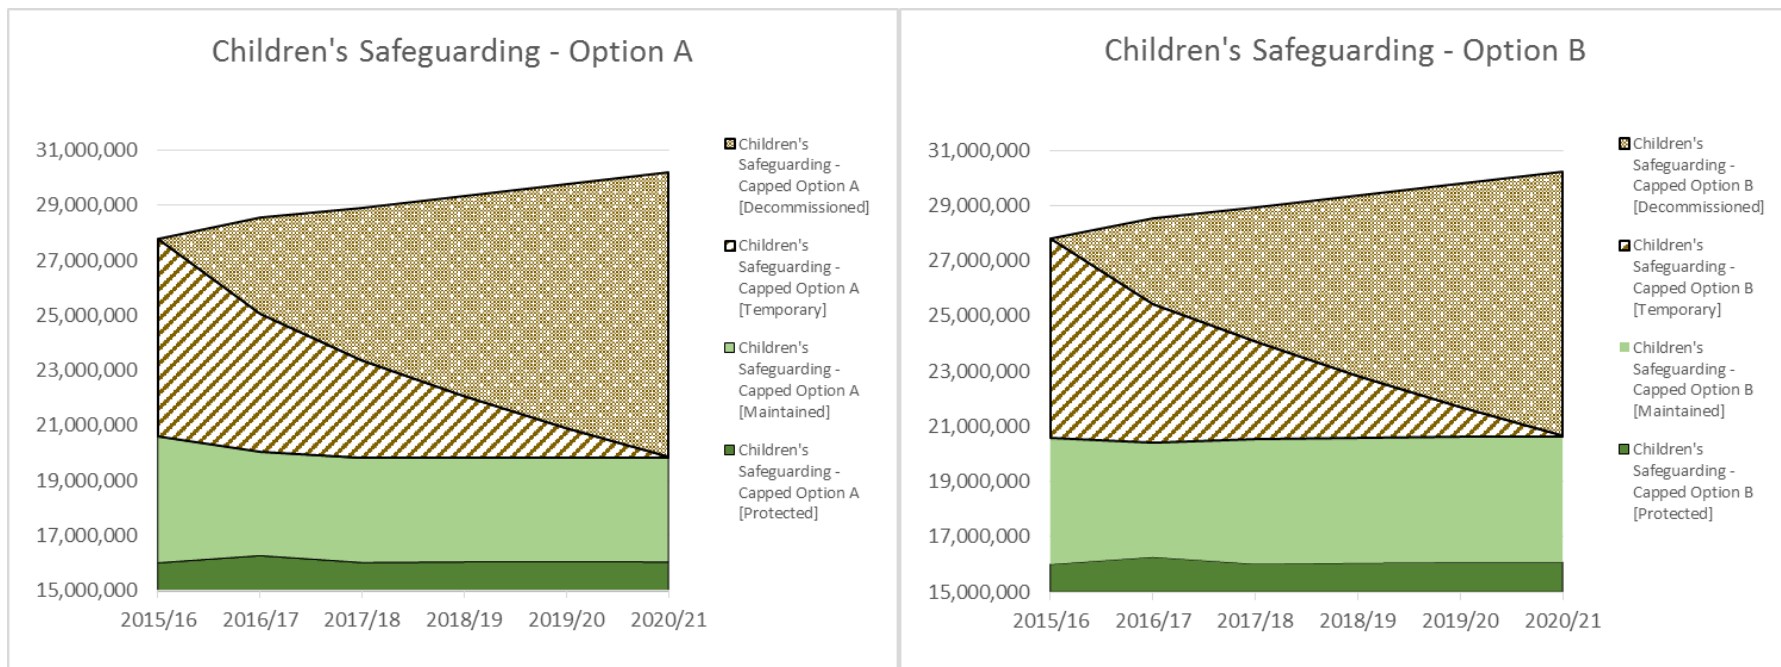 Children's Safeguarding - Option A
31,000,000
29,000,000
27,000,000
25,000,000
23,000,000
21,000,000
19,000,000
17,000,000
15,000,000
2015/16 2016/17 2017/18 2018/19 2019/20 2020/21
Children's
Safeguarding -
Capped Option A
[Decommissioned]
Children's
Safeguarding -
Capped Option A
[Temporary]
Children's
Safeguarding -
Capped Option A
[Maintained]
Children's
Safeguarding -
Capped Option A
[Protected]
Children's Safeguarding - Option B
31,000,000
29,000,000
27,000,000
25,000,000
23,000,000
21,000,000
19,000,000
17,000,000
15,000,000
2015/16 2016/17 2017/18 2018/19 2019/20 2020/21
Children's
Safeguarding -
Capped Option B
[Decommissioned]
Children's
Safeguarding -
Capped Option B
[Temporary]
Children's
Safeguarding -
Capped Option B
[Maintained]
Children's
Safeguarding -
Capped Option B
[Protected]